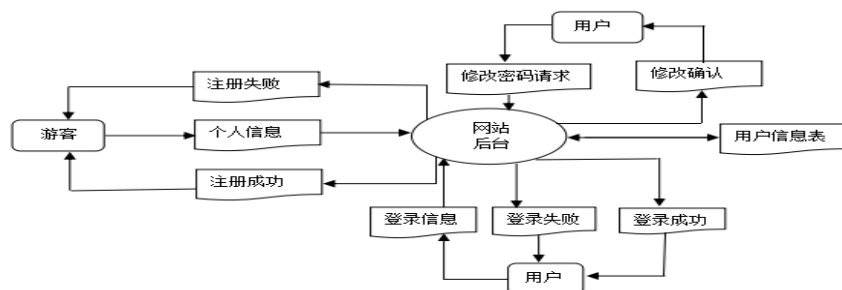 用户
修改密码请求
修改确认
注册失败
游客
个人信息
网站
后台
用户信息表
注册成功
登录信息
登录失败
登录成功
用户